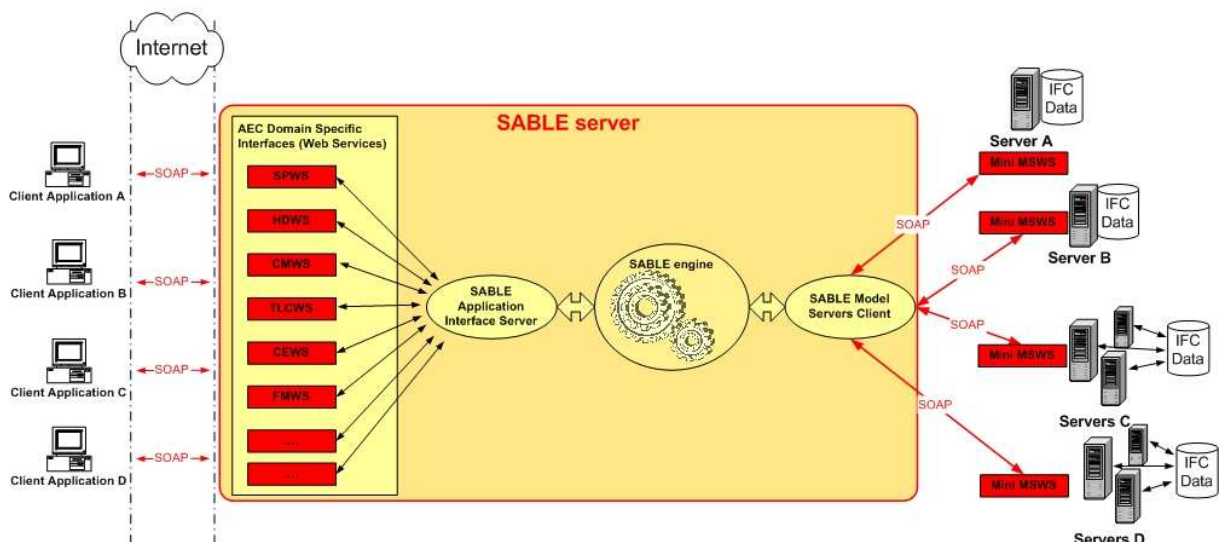 Internet
SABLE server
AEC Domain Specific
Interfaces (Web Services)
SPWS
HDWS
CMWS
TLCWS
CEWS
FMWS
....
....
Client Application A
Client Application B
Client Application C
Client Application D
SOAP
SOAP
SOAP
SOAP
SABLE
Application
Interface Server
SABLE engine
SABLE Model
Servers Client
SOAP
SOAP
SOAP
SOAP
IFC
Data
Server A
Mini MSWS
IFC
Data
Mini MSWS
Server B
IFC
Data
Mini MSWS
Servers C
IFC
Data
Mini MSWS
Servers D